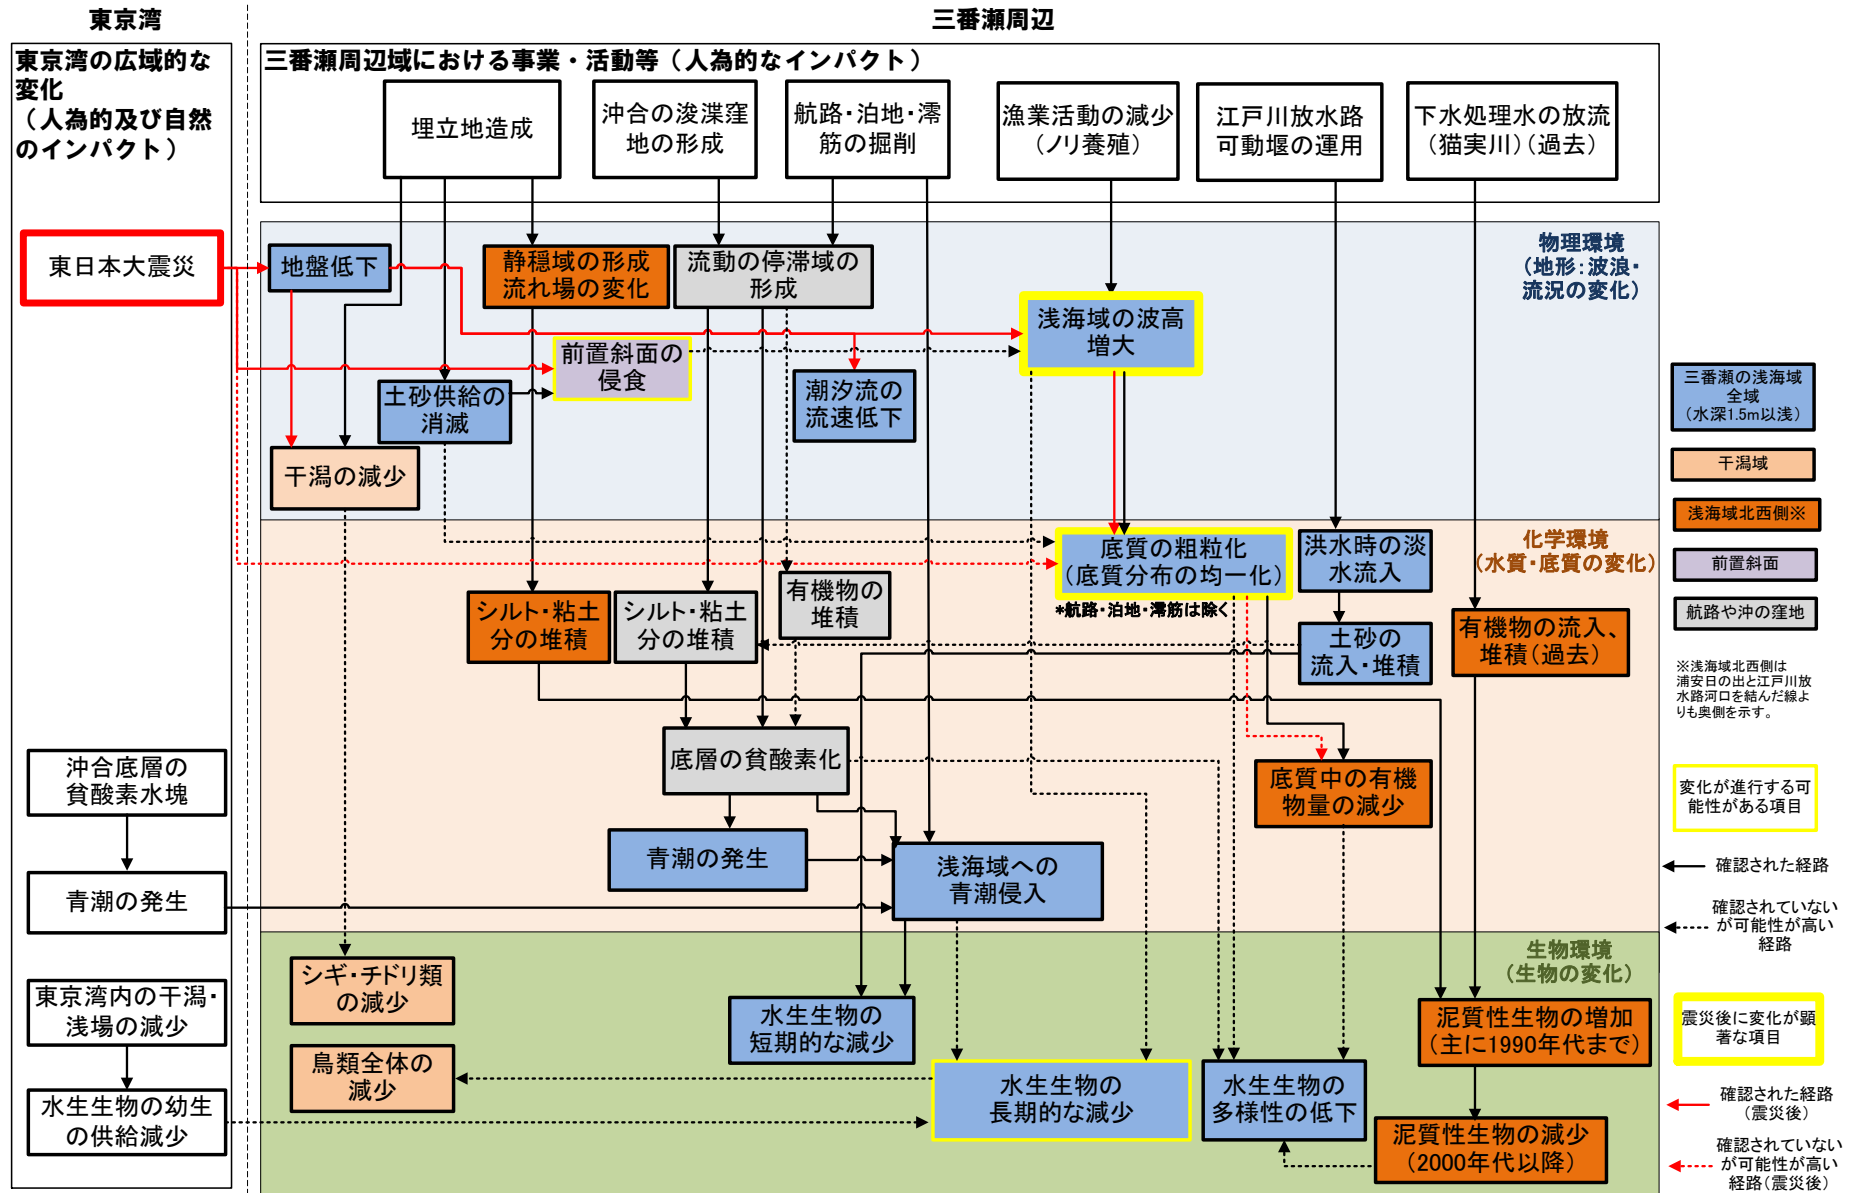 東京湾
三番瀬周辺
東京湾の広域的な
変化
（人為的及び自然
のインパクト）
三番瀬周辺域における事業・活動等（人為的なインパクト）
埋立地造成
沖合の浚渫窪
地の形成
航路・泊地・澪
筋の掘削
漁業活動の減少
（ノリ養殖）
江戸川放水路
可動堰の運用
下水処理水の放流
（猫実川）（過去）
物理環境
（地形：波浪・
流況の変化）
東日本大震災
地盤低下
静穏域の形成
流れ場の変化
流動の停滞域の
形成
浅海域の波高
増大
前置斜面の
侵食
土砂供給の
消滅
潮汐流の
流速低下
干潟の減少
化学環境
（水質・底質の変化）
底質の粗粒化
（底質分布の均一化）
*航路・泊地・澪筋は除く
洪水時の淡
水流入
シルト・粘土
分の堆積
シルト・粘土
分の堆積
有機物の
堆積
土砂の
流入・堆積
有機物の流入、
堆積（過去）
底層の貧酸素化
底質中の有機
物量の減少
沖合底層の
貧酸素水塊
青潮の発生
浅海域への
青潮侵入
青潮の発生
生物環境
（生物の変化）
シギ・チドリ類
の減少
東京湾内の干潟・
浅場の減少
水生生物の
短期的な減少
泥質性生物の増加
（主に1990年代まで）
鳥類全体の
減少
水生生物の
長期的な減少
水生生物の
多様性の低下
水生生物の幼生
の供給減少
泥質性生物の減少
（2000年代以降）
三番瀬の浅海域
全域
（水深1.5m以浅）
干潟域
浅海域北西側※
前置斜面
航路や沖の窪地
※浅海域北西側は
浦安日の出と江戸川放
水路河口を結んだ線よ
りも奥側を示す。
変化が進行する可
能性がある項目
確認された経路
確認されていない
が可能性が高い
経路
震災後に変化が顕
著な項目
確認された経路
（震災後）
確認されていない
が可能性が高い
経路（震災後）